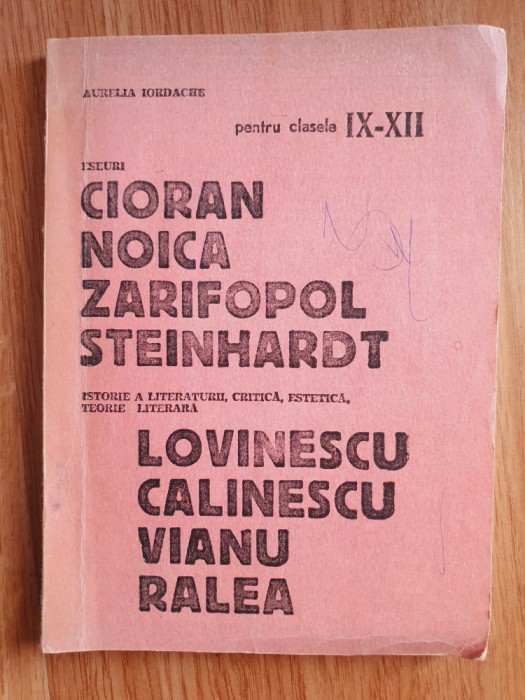 AURELIA IORDACHE
pentru clasele IX-XII
ESEURI
CIORAN
NOICA
ZARIFOPOL
STEINHARDT
ISTORIE A LITERATURII, CRITICĂ, ESTETICĂ,
TEORIE LITERARĂ
LOVINESCU
CALINESCU
VIANU
RALEA